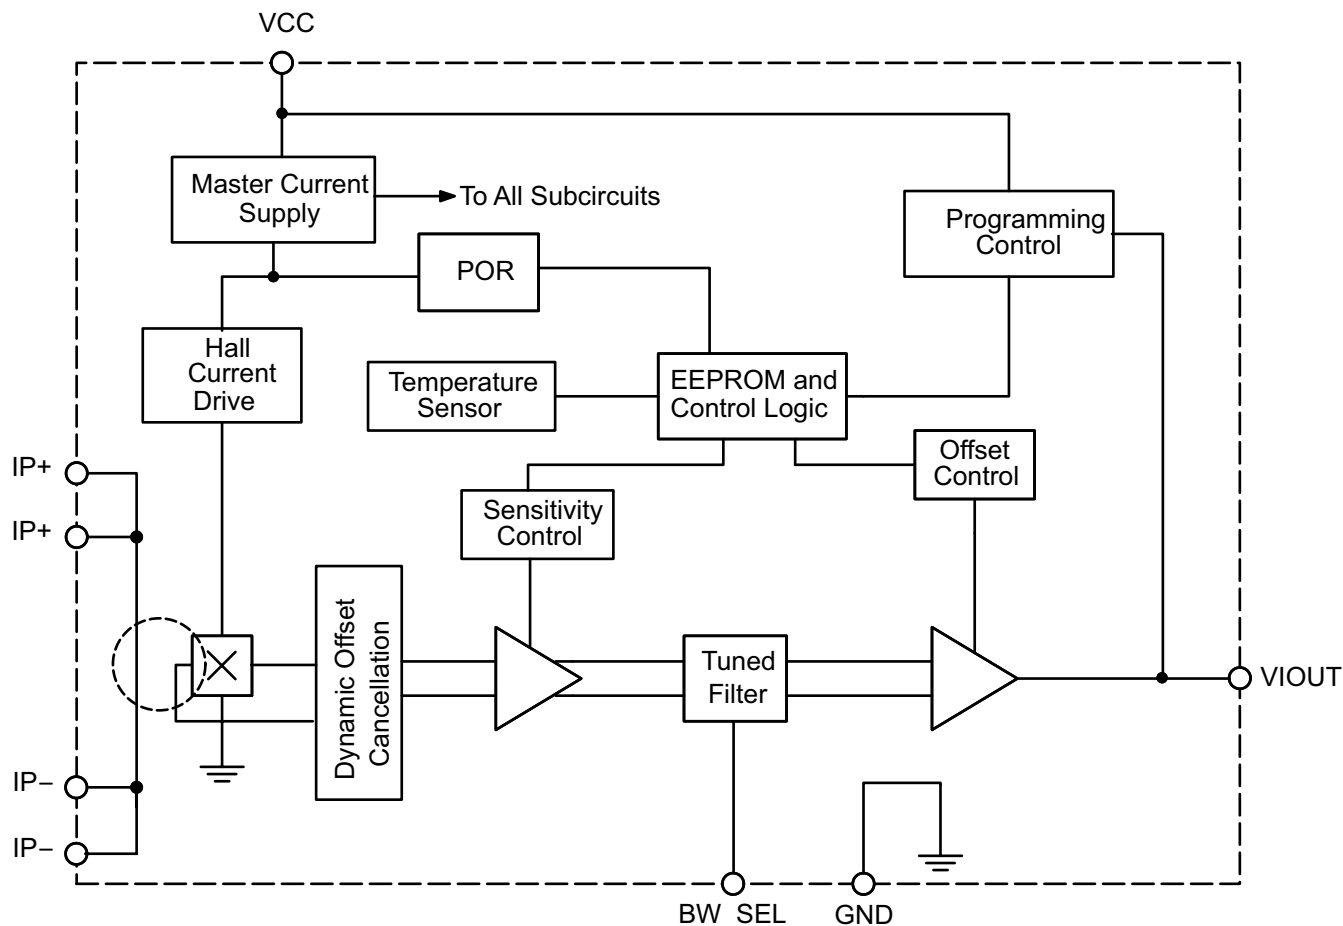 VCC
Master Current
Supply
To All Subcircuits
Programming
Control
POR
Hall
Current
Drive
Temperature
Sensor
EEPROM and
Control Logic
Offset
Control
IP+
IP+
Sensitivity
Control
Dynamic Offset
Cancellation
Tuned
Filter
VIOUT
IP−
IP−
BW SEL
GND